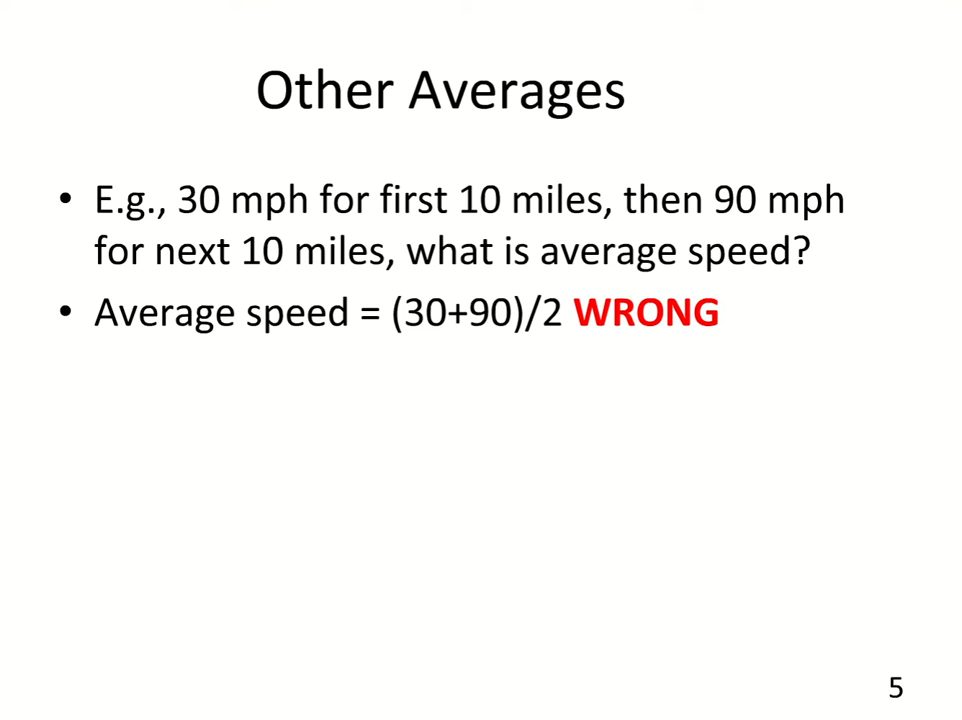 Other Averages
• E.g., 30 mph for first 10 miles, then 90 mph
for next 10 miles, what is average speed?
• Average speed = (30+90)/2 WRONG
5